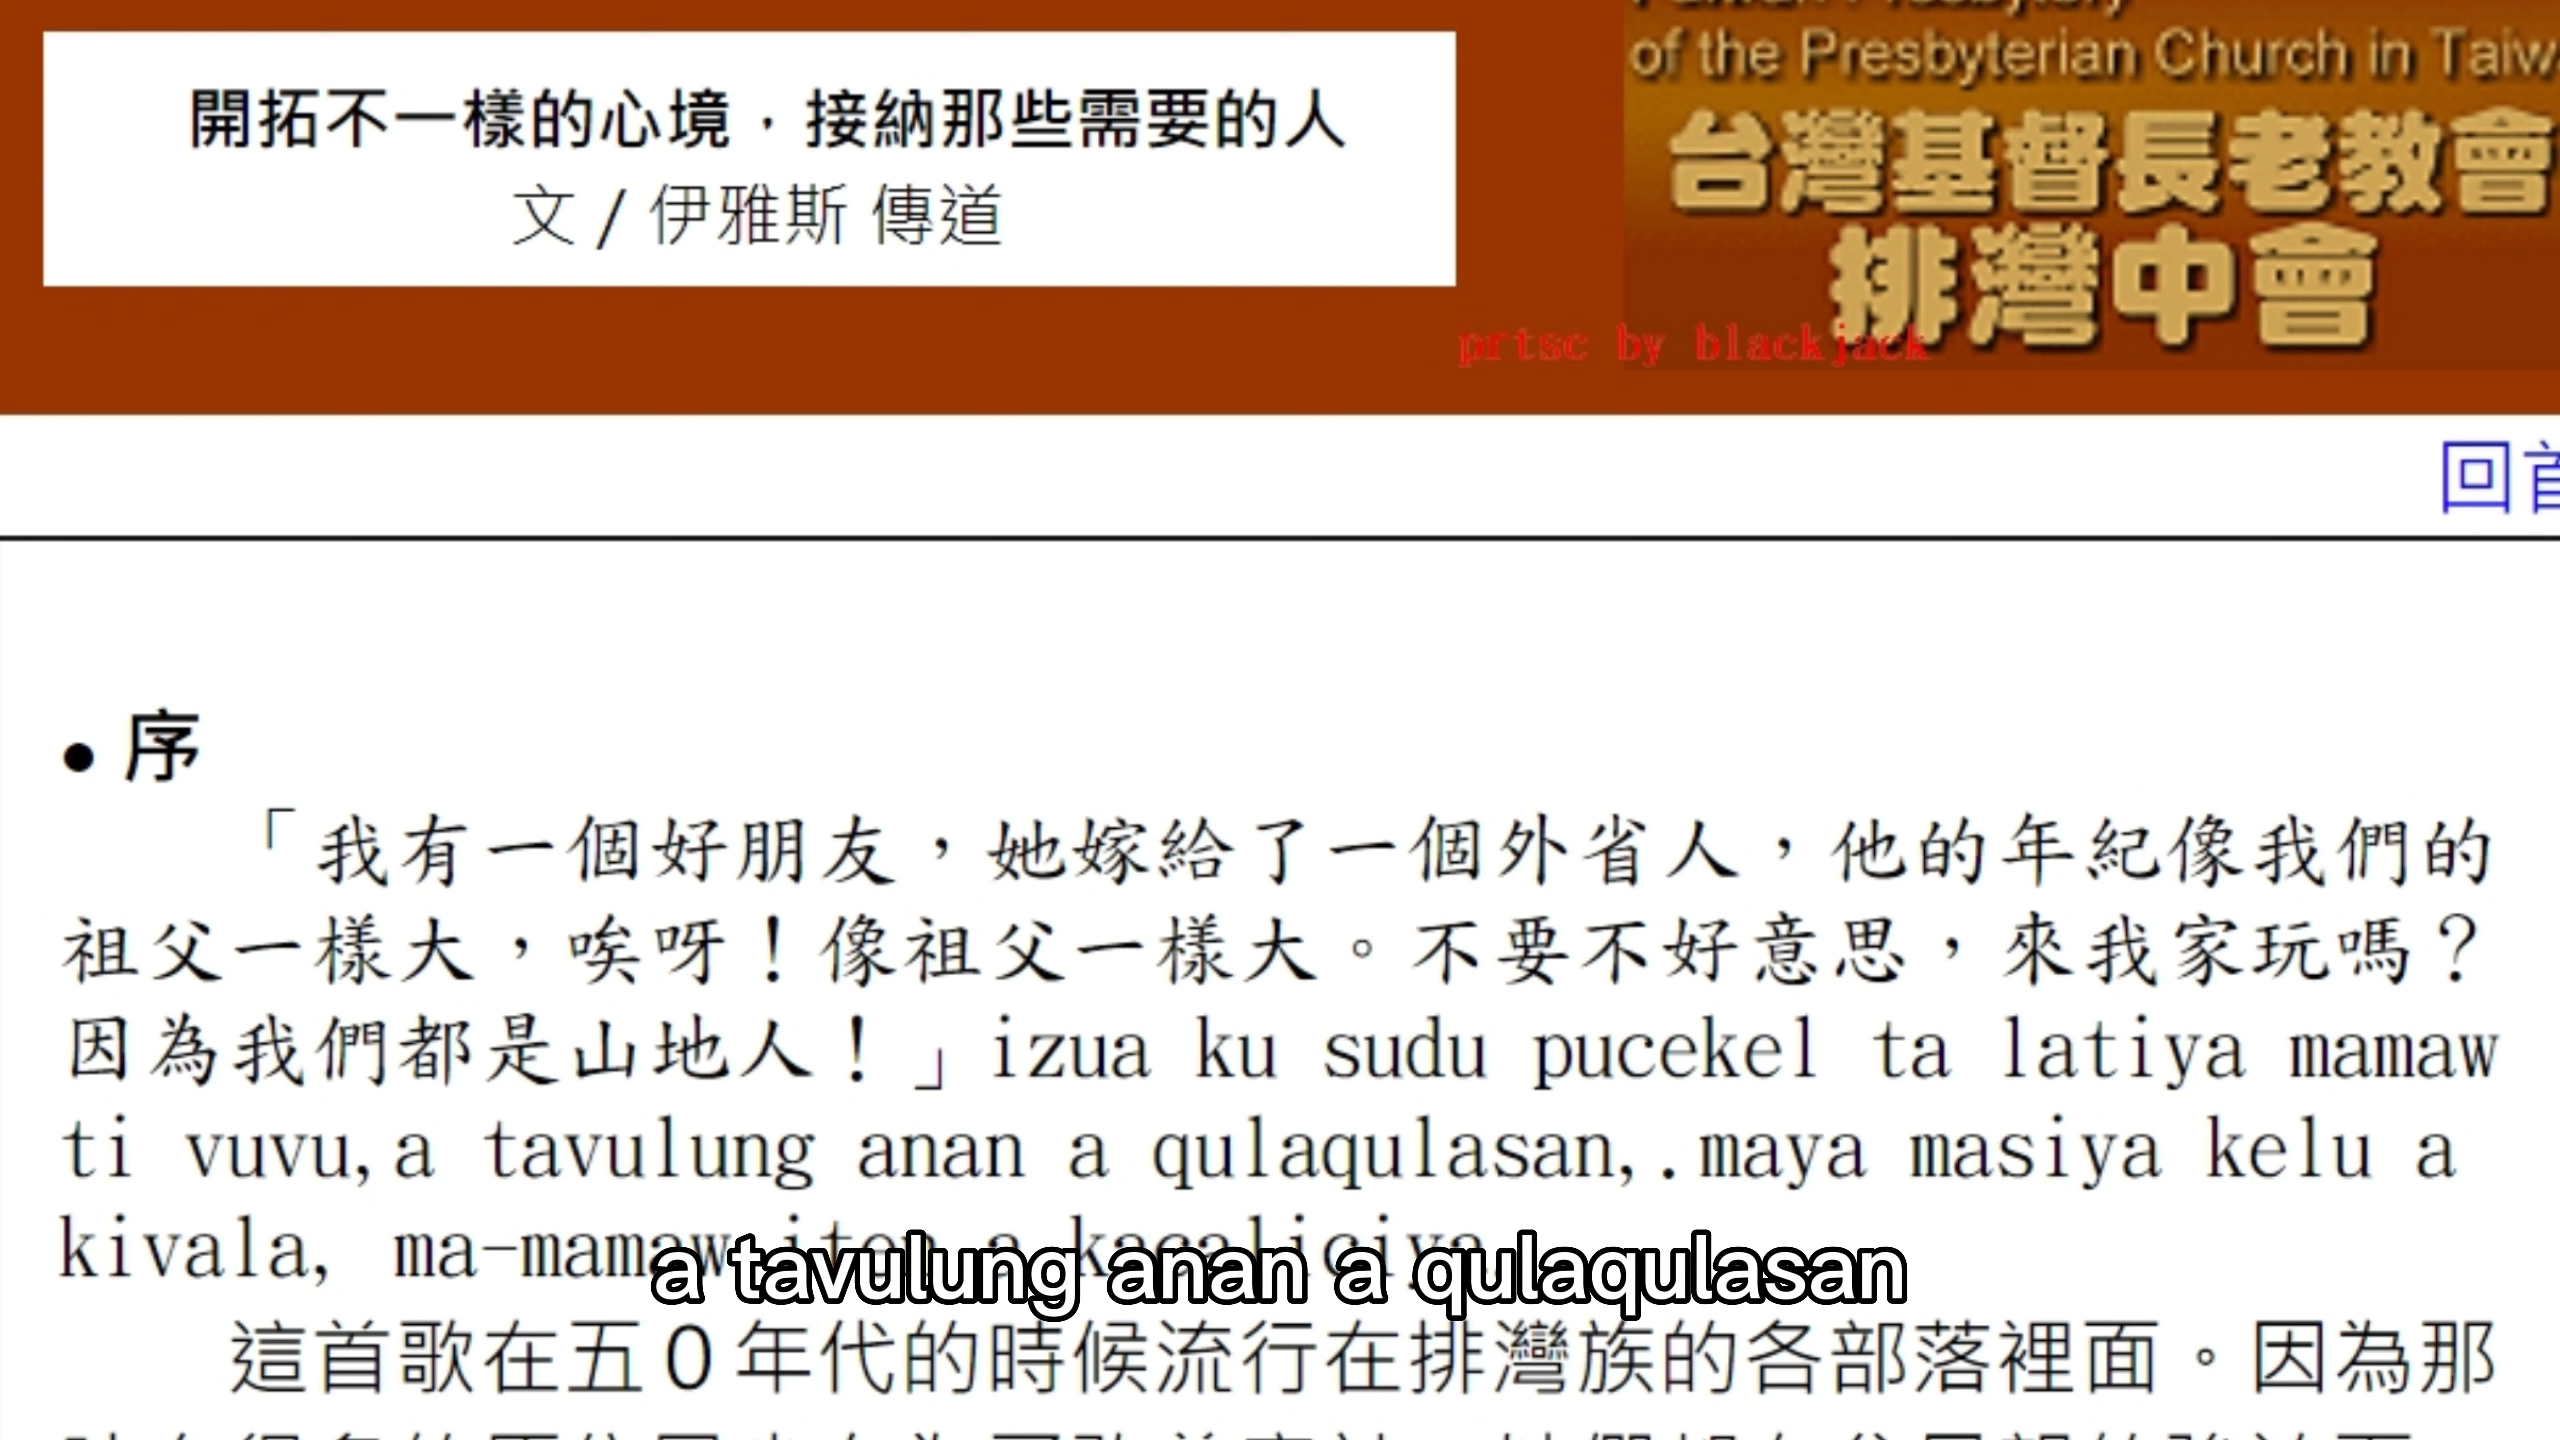 開拓不一樣的心境，接納那些需要的人
文 / 伊雅斯 傳道
of the Presbyterian Church in Taiw
台灣基督長老教會
排灣中會
prtsc by blackjack
回首
● 序
「我有一個好朋友，她嫁給了一個外省人，他的年紀像我們的
祖父一樣大，唉呀！像祖父一樣大。不要不好意思，來我家玩嗎？
因為我們都是山地人！」izua ku sudu pucekel ta latiya mamaw
ti vuvu,a tavulung anan a qulaqulasan,.maya masiya kelu a
kivala, ma-mamaw iten a kacaliciya
a tavulung anan a qulaqulasan
這首歌在五０年代的時候流行在排灣族的各部落裡面。因為那